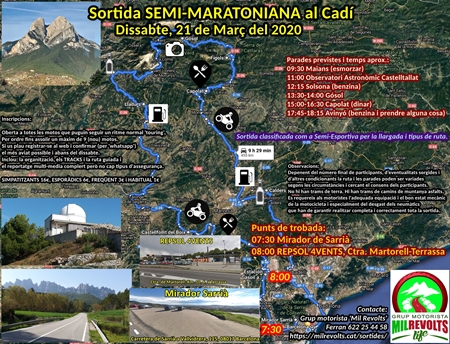 Sortida SEMI-MARATONIANA al Cadí
Dissabte, 21 de Març del 2020
Parades previstes i temps aprox.:
09:30 Maians (esmorzar)
11:00 Observatori Astronòmic Castelltallat
12:15 Solsona (benzina)
13:30-14:00 Gósol
15:00-16:30 Capolat (dinar)
17:45-18:15 Avinyó (benzina i prendre alguna cosa)
Sortida classificada com a Semi-Esportiva per la llargada i tipus de ruta.
Gósol
Fígols
Capolat
9 h 29 min
Inscripcions:
Oberta a totes les motos que puguin seguir un ritme normal 'touring'.
Per ordre fins assolir un màxim de 9 (nou) motos.
Si us plau registrar-se al web i confirmar (per 'whatsapp')
el més aviat possible i abans del dissabte.
Inclou: la organització, els TRACKS i la ruta guiada i
el reportatge multi-media complert però no cap tipus d'assegurança.
SIMPATITZANTS 16€, ESPORÀDICS 6€, FREQÜENT 3€ i HABITUAL 1€
Observacions:
Depenent del número final de participants, d'eventualitats sorgides i
d'altres condicionants la ruta i les parades poden ser variades
segons les circumstàncies i cercant el consens dels participants.
No hi han trams de terra. Hi han trams de camins de muntanya asfalts.
Es requereix als motoristes l'adequada equipació i el bon estat mecànic
de la motocicleta i especialment del desgast dels neumàtics
que han de garantir realitzar completa i correctament tota la sortida.
Castellfollit del Boix
REPSOL 4VENTS
Punts de trobada:
07:30 Mirador de Sarrià
08:00 REPSOL 4VENTS, Ctra. Martorell-Terrassa
Mirador Sarrià
8:00
7:30
Mirador Sarrià
Carretera de Sarrià a Vallvidrera, 115, 08017 Barcelona
Contacte:
Grup motorista 'Mil Revolts'
Ferran 622 25 44 58
https://milrevolts.cat/sortides/
GRUP MOTORISTA
MILREVOLTS
life